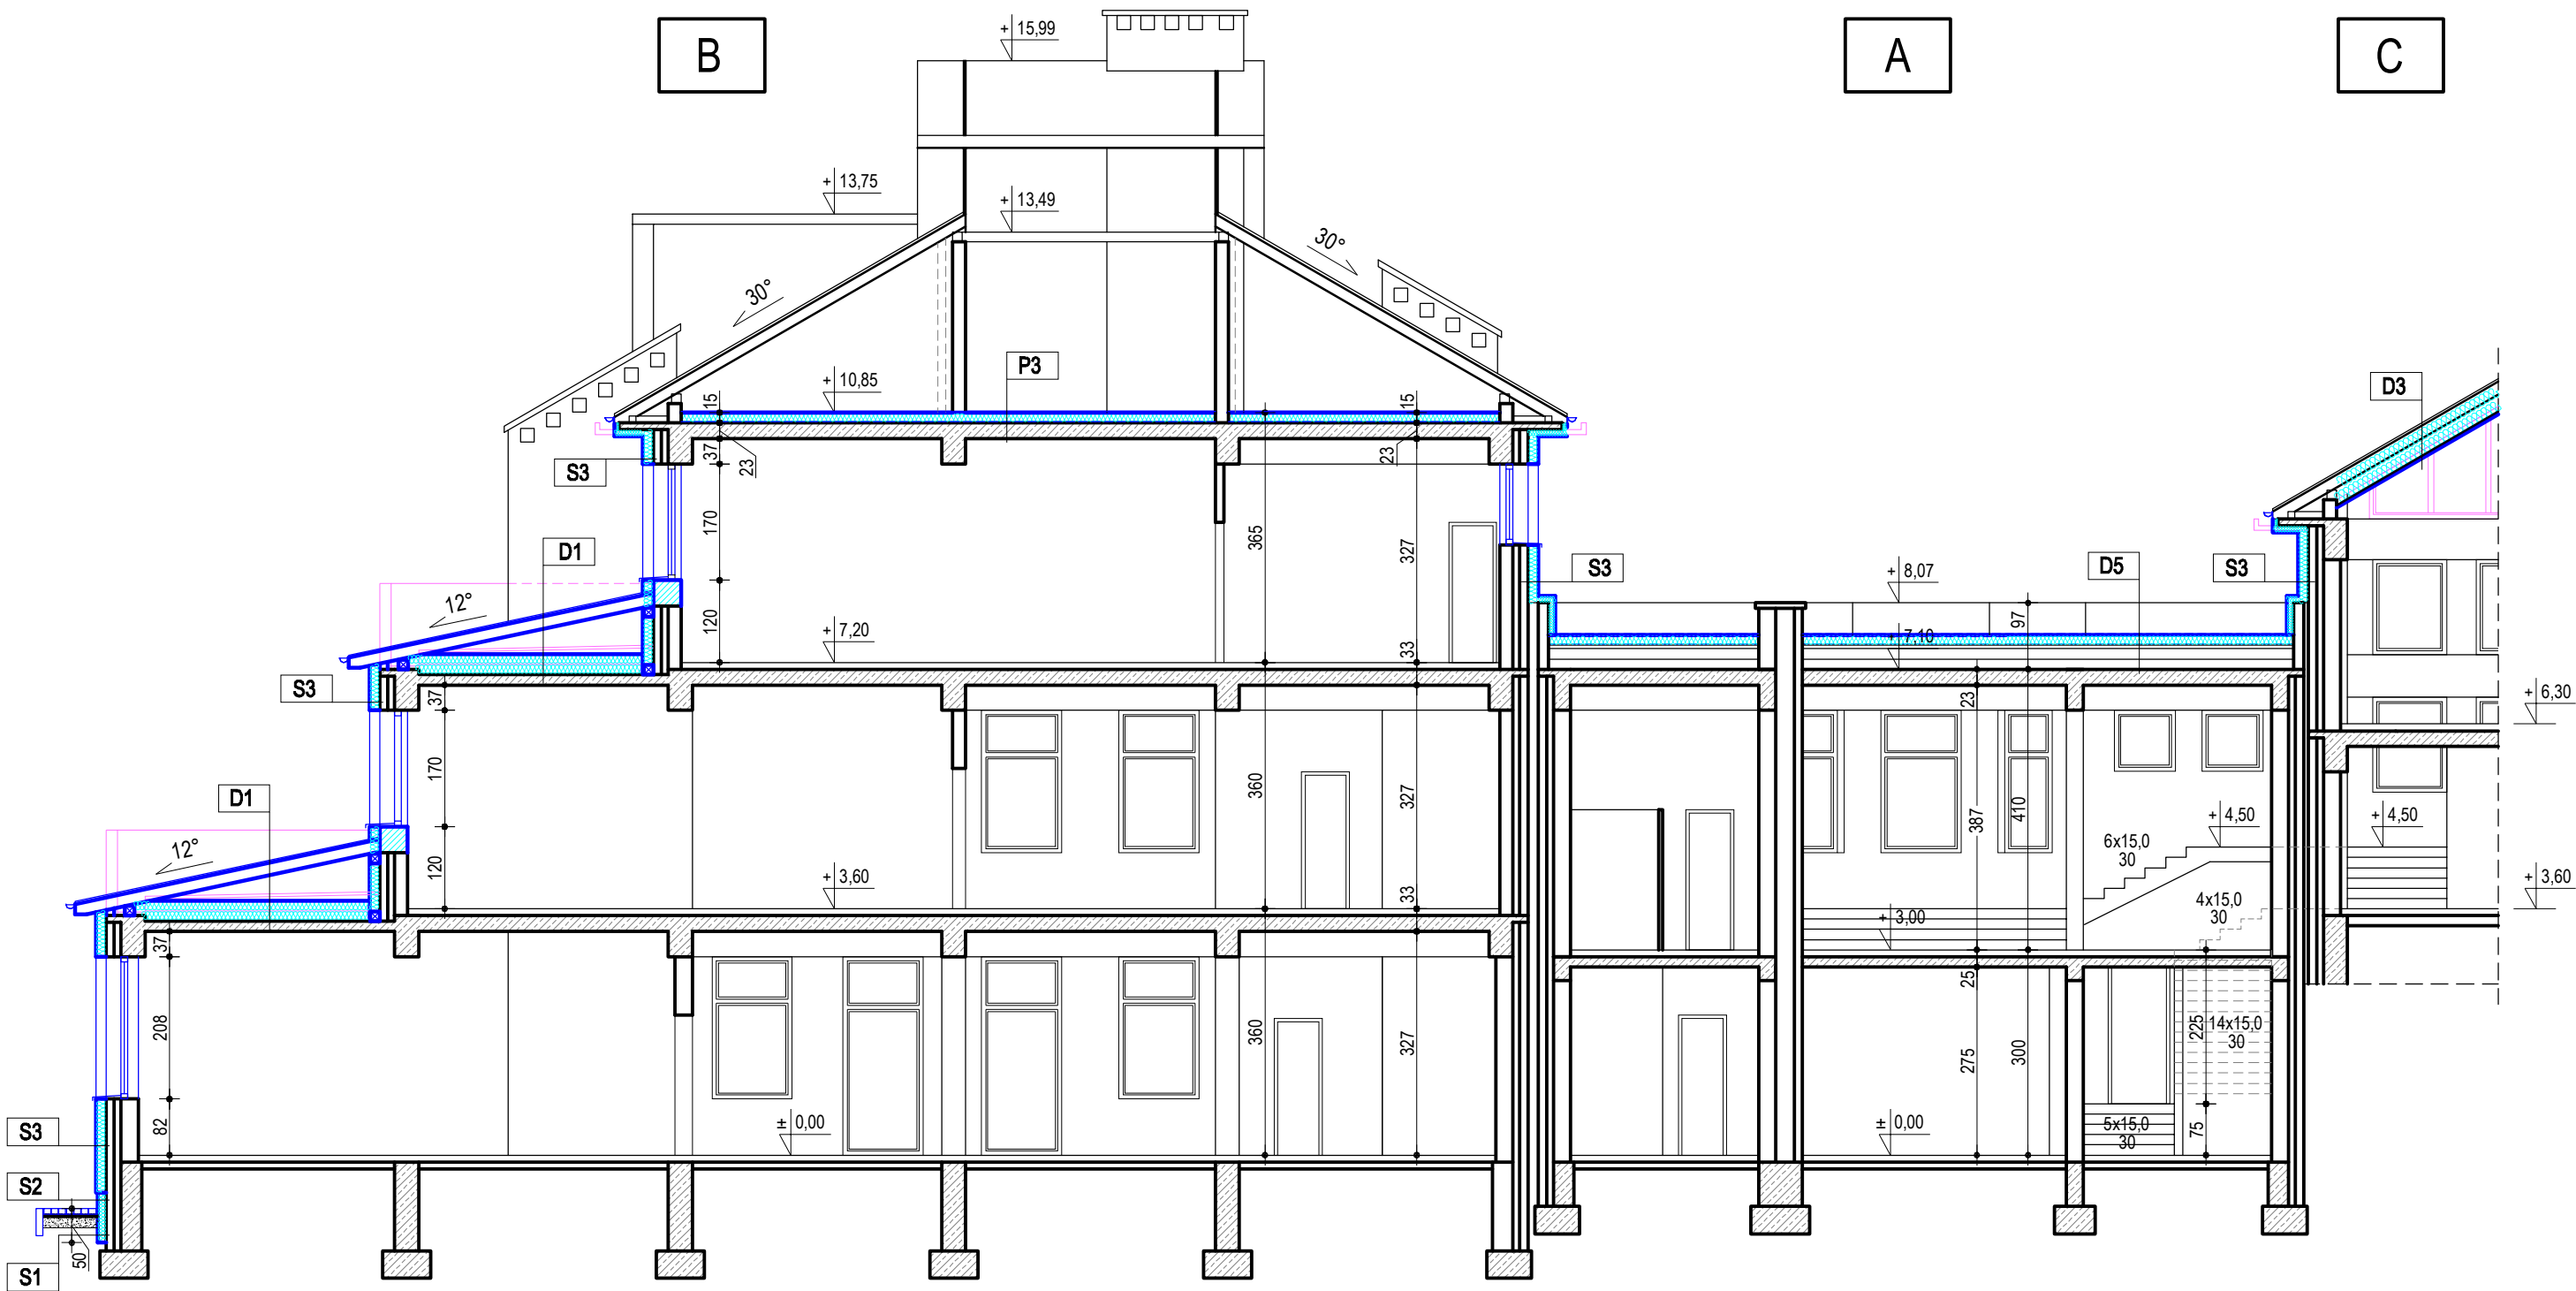 B
A
C
+ 15,99
+ 13,75
+ 13,49
30°
30°
P3
D3
+ 10,85
15
15
37
23
23
S3
170
365
327
D1
S3
D5
S3
+ 8,07
12°
120
+ 7,20
97
+ 7,10
33
S3
37
23
+ 6,30
170
360
327
387
410
D1
+ 4,50
+ 4,50
6x15,0
30
12°
120
+ 3,60
33
4x15,0
30
+ 3,60
+ 3,00
37
25
208
360
327
275
300
225
14x15,0
30
82
± 0,00
± 0,00
5x15,0
30
75
S3
S2
50
S1